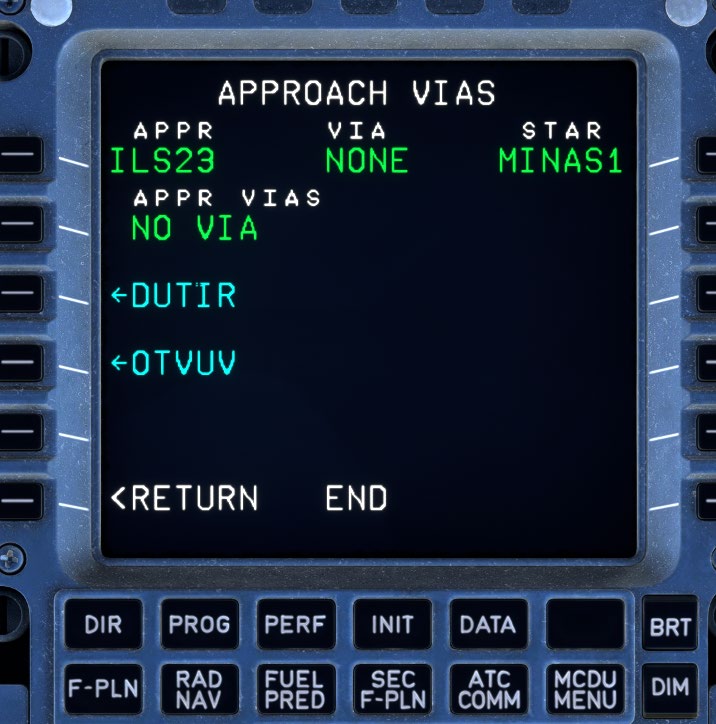 APPROACH VIAS
APPR VIA STAR
ILS23 NONE MINAS1
APPR VIAS
NO VIA
←DUTIR
←OTVUV
<RETURN END
DIR PROG PERF INIT DATA BRT
F-PLN RAD NAV FUEL PRED SEC F-PLN ATC COMM MCDU MENU DIM